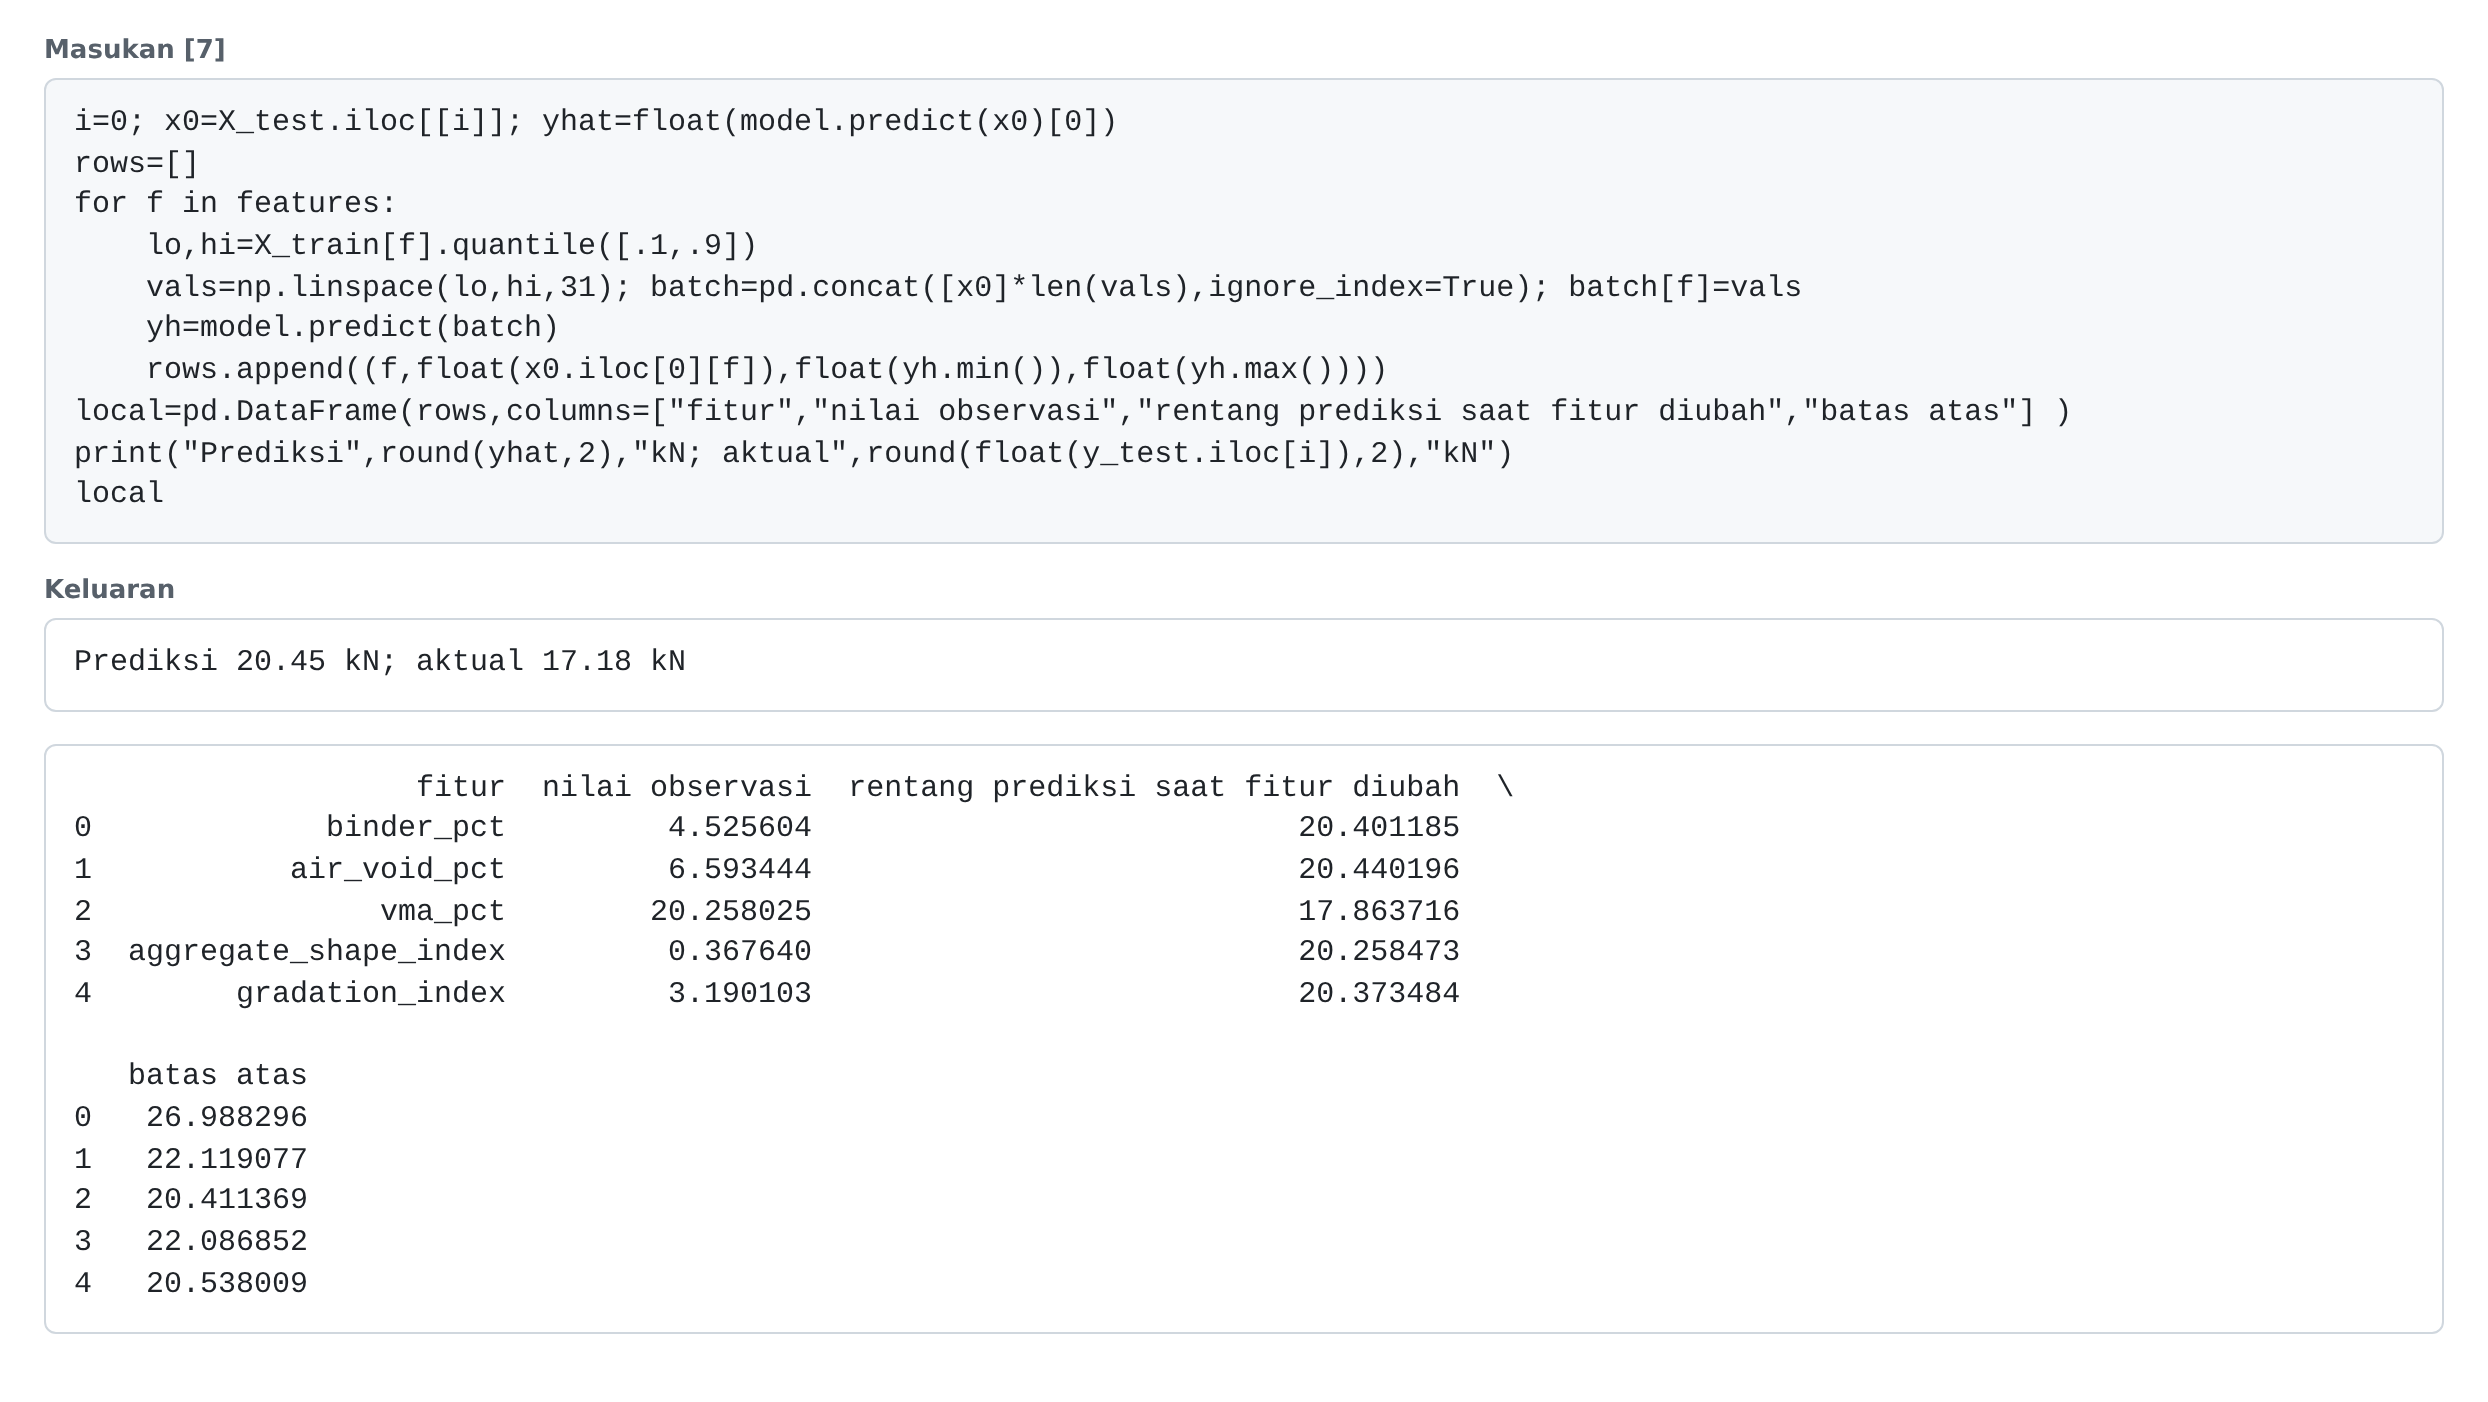 Masukan [7]
i=0; x0=X_test.iloc[[i]]; yhat=float(model.predict(x0)[0])
rows=[]
for f in features:
    lo,hi=X_train[f].quantile([.1,.9])
    vals=np.linspace(lo,hi,31); batch=pd.concat([x0]*len(vals),ignore_index=True); batch[f]=vals
    yh=model.predict(batch)
    rows.append((f,float(x0.iloc[0][f]),float(yh.min()),float(yh.max())))
local=pd.DataFrame(rows,columns=["fitur","nilai observasi","rentang prediksi saat fitur diubah","batas atas"] )
print("Prediksi",round(yhat,2),"kN; aktual",round(float(y_test.iloc[i]),2),"kN")
local
Keluaran
Prediksi 20.45 kN; aktual 17.18 kN
                   fitur  nilai observasi  rentang prediksi saat fitur diubah  \
0             binder_pct         4.525604                           20.401185
1           air_void_pct         6.593444                           20.440196
2                vma_pct        20.258025                           17.863716
3  aggregate_shape_index         0.367640                           20.258473
4        gradation_index         3.190103                           20.373484
   batas atas
0   26.988296
1   22.119077
2   20.411369
3   22.086852
4   20.538009